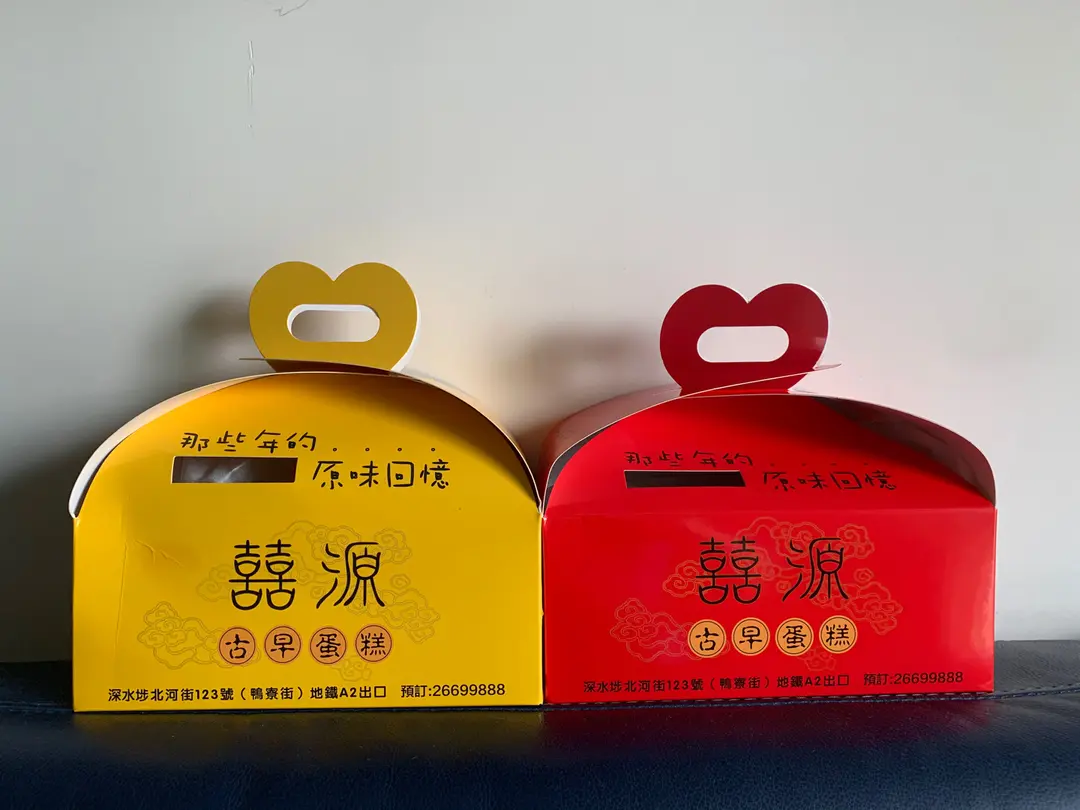 那些年的....
原味回憶
囍源
古早蛋糕
深水埗北河街123號（鴨寮街）地鐵A2出口 預訂:26699888
那些年的....
原味回憶
囍源
古早蛋糕
深水埗北河街123號（鴨寮街）地鐵A2出口 預訂:26699888